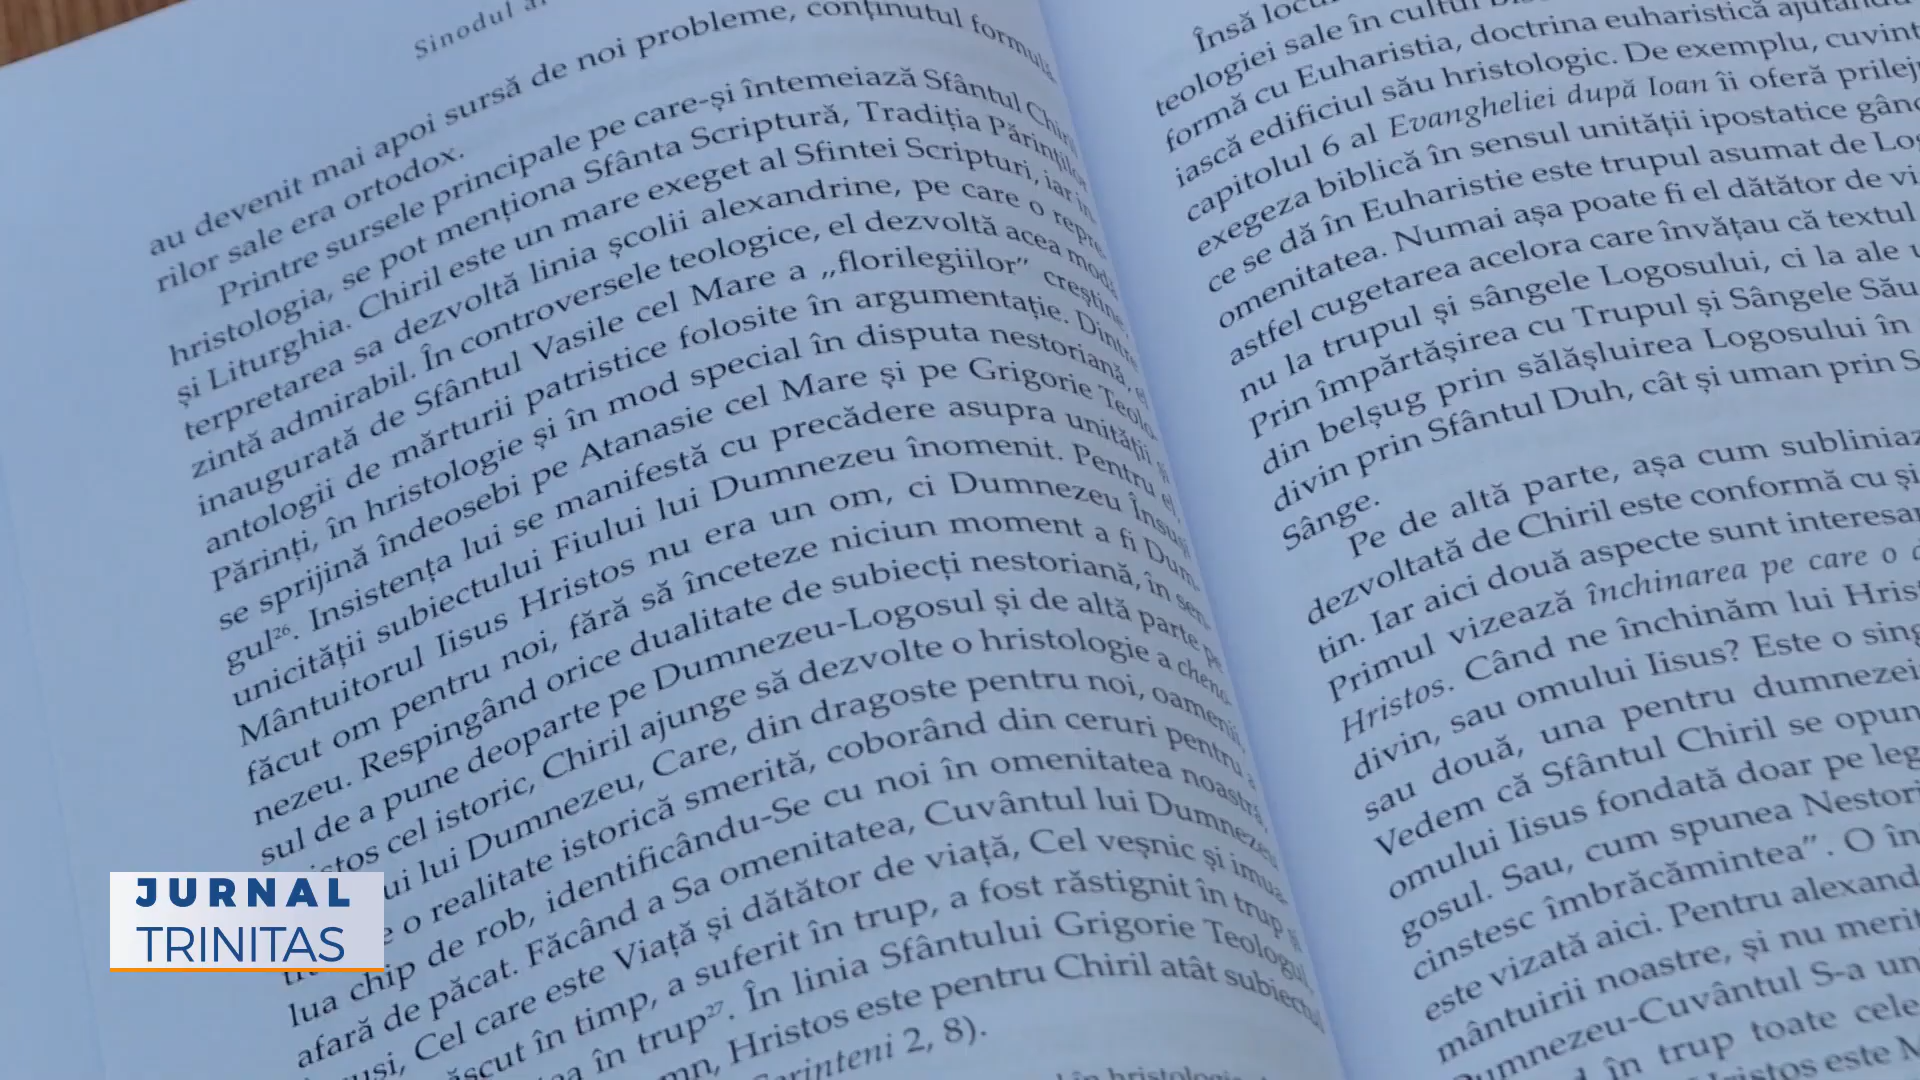 Sinodul
au devenit mai apoi sursă de noi probleme, conținutul formulă-
rilor sale era ortodox.
Printre sursele principale pe care-și întemeiază Sfântul Chiril
hristologia, se pot menționa Sfânta Scriptură, Tradiția Părinților
și Liturghia. Chiril este un mare exeget al Sfintei Scripturi, iar în
terpretarea sa dezvoltă linia școlii alexandrine, pe care o repre-
zintă admirabil. În controversele teologice, el dezvoltă acea modă
inaugurată de Sfântul Vasile cel Mare a „florilegiilor” creștine,
antologii de mărturii patristice folosite în argumentație. Dintre
Părinți, în hristologie și în mod special în disputa nestoriană, el
se sprijină îndeosebi pe Atanasie cel Mare și pe Grigorie Teolo-
gul26. Insistența lui se manifestă cu precădere asupra unității și
unicității subiectului Fiului lui Dumnezeu înomenit. Pentru el,
Mântuitorul Iisus Hristos nu era un om, ci Dumnezeu Însuși
făcut om pentru noi, fără să înceteze niciun moment a fi Dum-
nezeu. Respingând orice dualitate de subiecți nestoriană, în sen-
sul de a pune deoparte pe Dumnezeu-Logosul și de altă parte pe
istos cel istoric, Chiril ajunge să dezvolte o hristologie a cheno-
ui lui Dumnezeu, Care, din dragoste pentru noi, oamenii,
e o realitate istorică smerită, coborând din ceruri pentru a
lua chip de rob, identificându-Se cu noi în omenitatea noastră,
afară de păcat. Făcând a Sa omenitatea, Cuvântul lui Dumnezeu
uși, Cel care este Viață și dătător de viață, Cel veșnic și imua-
ăscut în timp, a suferit în trup, a fost răstignit în trup și
a în trup27. În linia Sfântului Grigorie Teologul,
mn, Hristos este pentru Chiril atât subiectul
rinteni 2, 8).
în hristologie
Însă locu
teologiei sale în cultul
formă cu Euharistia, doctrina euharistică ajutându
iască edificiul său hristologic. De exemplu, cuvint
capitolul 6 al Evangheliei după Ioan îi oferă prilej
exegeza biblică în sensul unității ipostatice gând
ce se dă în Euharistie este trupul asumat de Log
omenitatea. Numai așa poate fi el dătător de vi
astfel cugetarea acelora care învățau că textul
nu la trupul și sângele Logosului, ci la ale u
Prin împărtășirea cu Trupul și Sângele Său
din belșug prin sălășluirea Logosului în
divin prin Sfântul Duh, cât și uman prin S
Sânge.
Pe de altă parte, așa cum subliniaz
dezvoltată de Chiril este conformă cu și
tin. Iar aici două aspecte sunt interesan
Primul vizează închinarea pe care o
Hristos. Când ne închinăm lui Hris
divin, sau omului Iisus? Este o sing
sau două, una pentru dumnezei
Vedem că Sfântul Chiril se opun
omului Iisus fondată doar pe leg
gosul. Sau, cum spunea Nestori
cinstesc îmbrăcămintea”. O în
este vizată aici. Pentru alexand
mântuirii noastre, și nu merit
Dumnezeu-Cuvântul S-a un
în trup toate cele
Hristos este M
JURNAL
TRINITAS